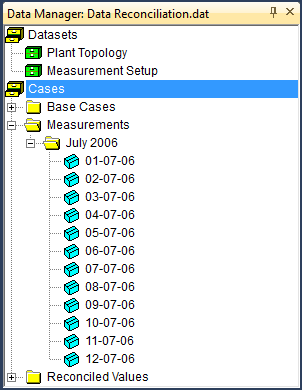 Data Manager: Data Reconciliation.dat
Datasets
Plant Topology
Measurement Setup
Cases
Base Cases
Measurements
July 2006
01-07-06
02-07-06
03-07-06
04-07-06
05-07-06
06-07-06
07-07-06
08-07-06
09-07-06
10-07-06
11-07-06
12-07-06
Reconciled Values